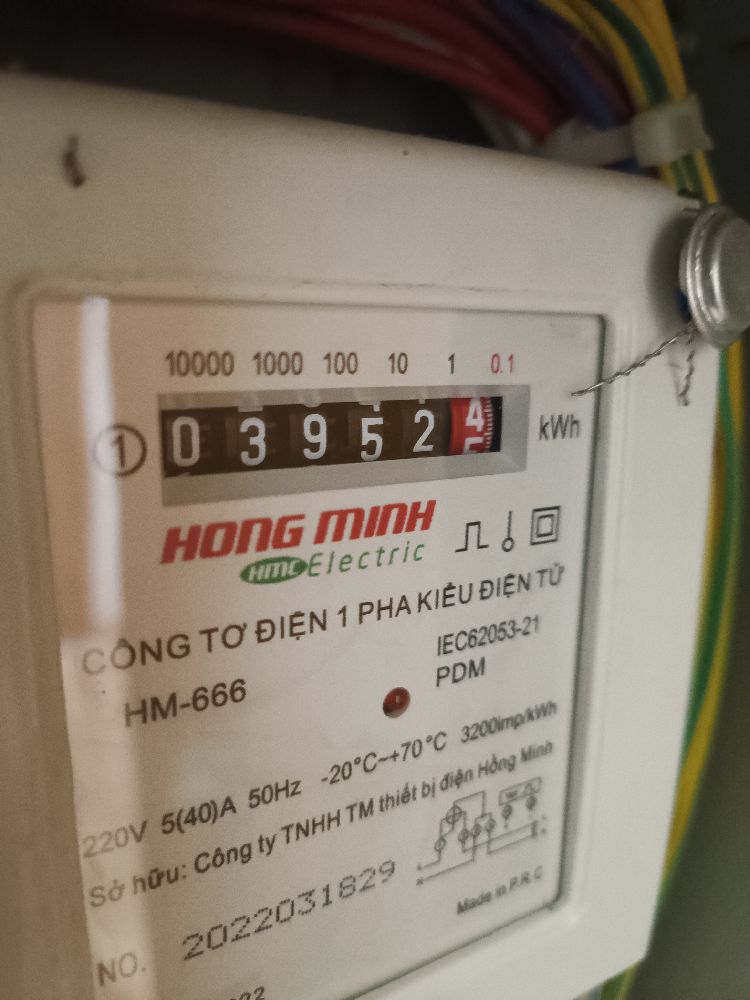 10000 1000 100 10 1 0.1
1 0 3 9 5 2 4 kWh
HONG MINH
HMC Electric
CÔNG TƠ ĐIỆN 1 PHA KIỂU ĐIỆN TỬ
HM-666
IEC62053-21
PDM
220V 5(40)A 50Hz -20°C~+70°C 3200imp/kWh
Sở hữu: Công ty TNHH TM thiết bị điện Hồng Minh
NO. 2022031829
Made in P.R.C